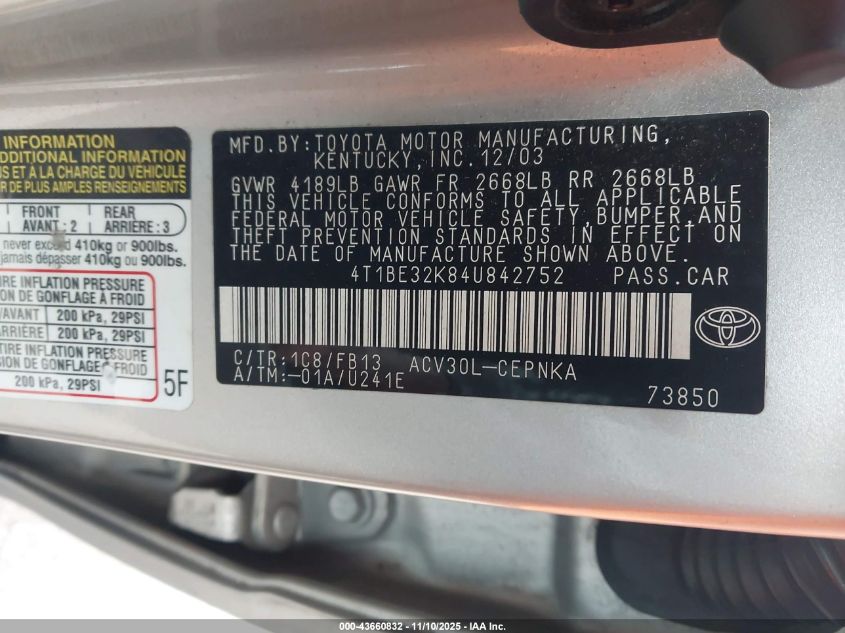 INFORMATION
ADDITIONAL INFORMATION
S ET A LA CHARGE
R DE PLUS AMPLES RENSEIGNEMENTS
FRONT
AVANT : 2
REAR
ARRIERE : 3
never exceed 410kg or 900lbs.
jamais dépasser 410kg ou 900lbs.
TIRE INFLATION PRESSURE
SION DE GONFLAGE À FROID
/AVANT 200 kPa, 29PSI
/ARRIÈRE 200 kPa, 29PSI
TIRE INFLATION PRESSURE
SION DE GONFLAGE À FROID
200 kPa, 29PSI
5F
MFD.BY:TOYOTA MOTOR MANUFACTURING,
KENTUCKY,INC.12/03
GVWR 4189LB GAWR FR 2668LB RR 2668LB
THIS VEHICLE CONFORMS TO ALL APPLICABLE
FEDERAL MOTOR VEHICLE SAFETY,BUMPER,AND
THEFT PREVENTION STANDARDS IN EFFECT ON
THE DATE OF MANUFACTURE SHOWN ABOVE.
4T1BE32K84U842752 PASS.CAR
C/TR:1C8/FB13 ACV30L-CEPNKA
A/TM:-01A/U241E
73850
000-43660832 - 11/10/2025 - IAA Inc.